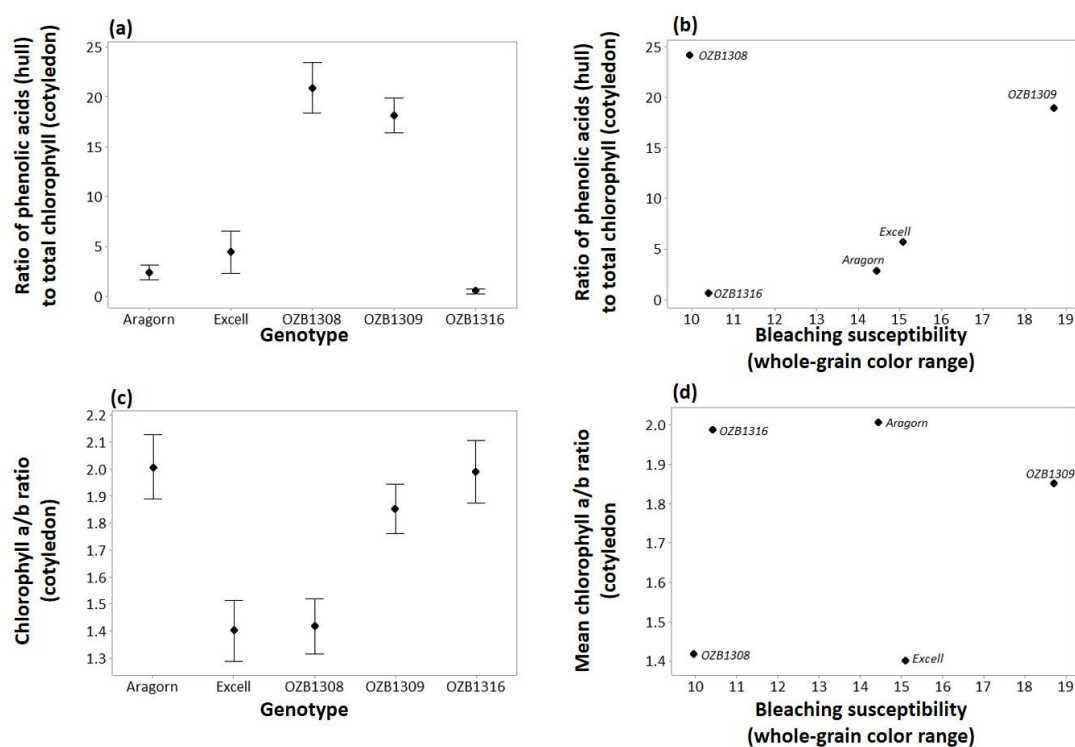 (a)
Ratio of phenolic acids (hull)
to total chlorophyll (cotyledon)
25
20
15
10
5
0
Aragorn Excell OZB1308 OZB1309 OZB1316
Genotype
(b)
Ratio of phenolic acids (hull)
to total chlorophyll (cotyledon)
25
20
15
10
5
0
OZB1308
OZB1309
Excell
Aragorn
OZB1316
10 11 12 13 14 15 16 17 18 19
Bleaching susceptibility
(whole-grain color range)
(c)
Chlorophyll a/b ratio
(cotyledon)
2.2
2.1
2.0
1.9
1.8
1.7
1.6
1.5
1.4
1.3
Aragorn Excell OZB1308 OZB1309 OZB1316
Genotype
(d)
Mean chlorophyll a/b ratio
(cotyledon
2.0
1.9
1.8
1.7
1.6
1.5
1.4
OZB1316
Aragorn
OZB1309
OZB1308
Excell
10 11 12 13 14 15 16 17 18 19
Bleaching susceptibility
(whole-grain color range)